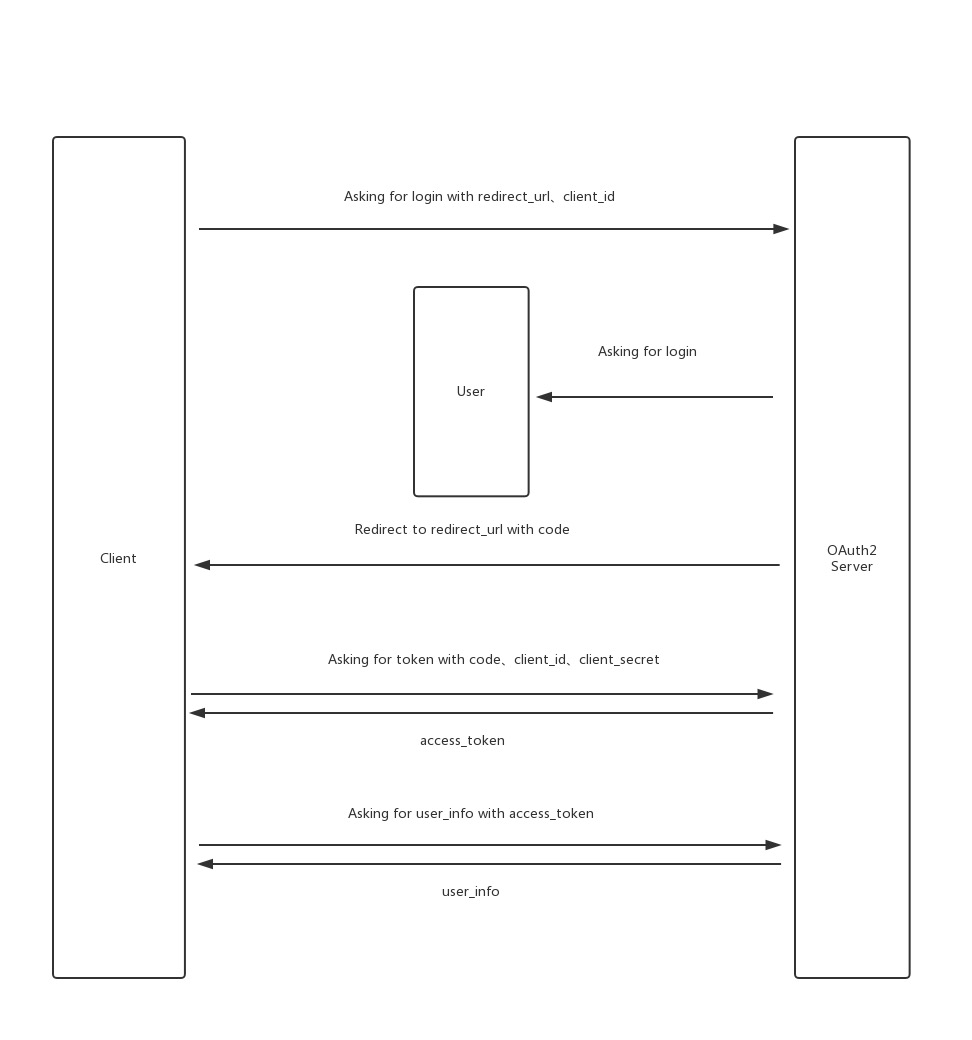 Asking for login with redirect_url、client_id
Asking for login
User
Redirect to redirect_url with code
Client
OAuth2
Server
Asking for token with code、client_id、client_secret
access_token
Asking for user_info with access_token
user_info